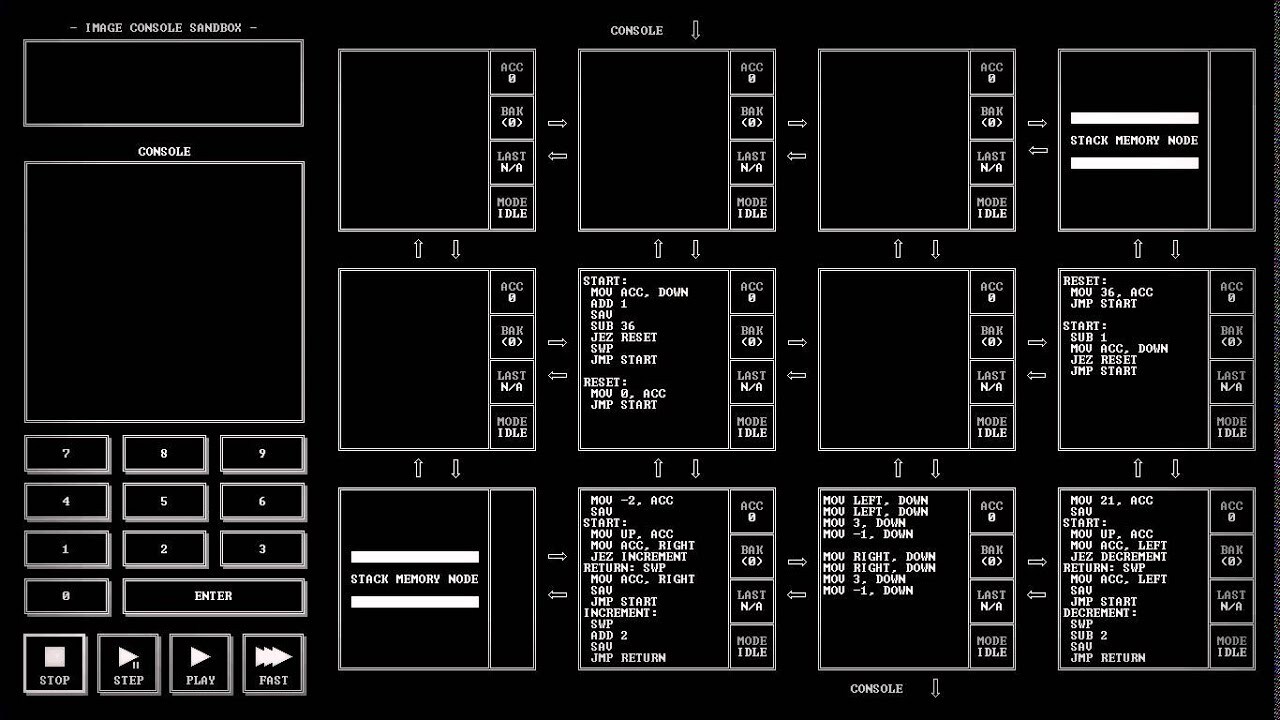 - IMAGE CONSOLE SANDBOX -
CONSOLE
7
8
9
4
5
6
1
2
3
0
ENTER
STOP
STEP
PLAY
FAST
CONSOLE
ACC
0
BAK
(0)
LAST
N/A
MODE
IDLE
ACC
0
BAK
(0)
LAST
N/A
MODE
IDLE
ACC
0
BAK
(0)
LAST
N/A
MODE
IDLE
STACK MEMORY NODE
ACC
0
BAK
(0)
LAST
N/A
MODE
IDLE
START:
MOV ACC, DOWN
ADD 1
SAV
SUB 36
JEZ RESET
SWP
JMP START
RESET:
MOV 0, ACC
JMP START
ACC
0
BAK
(0)
LAST
N/A
MODE
IDLE
ACC
0
BAK
(0)
LAST
N/A
MODE
IDLE
RESET:
MOV 36, ACC
JMP START
START:
SUB 1
MOV ACC, DOWN
JEZ RESET
JMP START
ACC
0
BAK
(0)
LAST
N/A
MODE
IDLE
STACK MEMORY NODE
MOV -2, ACC
SAV
START:
MOV UP, ACC
MOV ACC, RIGHT
JEZ INCREMENT
RETURN: SWP
MOV ACC, RIGHT
SAV
JMP START
INCREMENT:
SWP
ADD 2
SAV
JMP RETURN
ACC
0
BAK
(0)
LAST
N/A
MODE
IDLE
MOV LEFT, DOWN
MOV LEFT, DOWN
MOV 3, DOWN
MOV -1, DOWN
MOV RIGHT, DOWN
MOV RIGHT, DOWN
MOV 3, DOWN
MOV -1, DOWN
ACC
0
BAK
(0)
LAST
N/A
MODE
IDLE
MOV 21, ACC
SAV
START:
MOV UP, ACC
MOV ACC, LEFT
JEZ DECREMENT
RETURN: SWP
MOV ACC, LEFT
SAV
JMP START
DECREMENT:
SWP
SUB 2
SAV
JMP RETURN
ACC
0
BAK
(0)
LAST
N/A
MODE
IDLE
CONSOLE